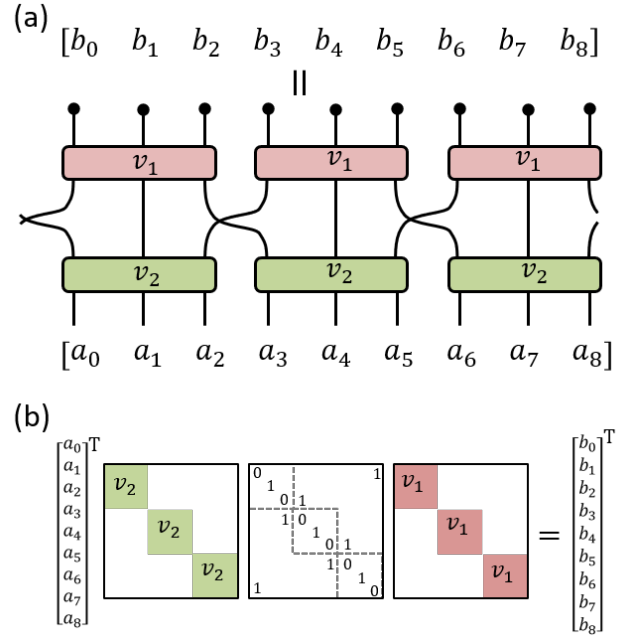 (a)
[b₀ b₁ b₂ b₃ b₄ b₅ b₆ b₇ b₈]
=
v₁ v₁ v₁
v₂ v₂ v₂
[a₀ a₁ a₂ a₃ a₄ a₅ a₆ a₇ a₈]
(b)
[a₀ a₁ a₂ a₃ a₄ a₅ a₆ a₇ a₈]T
v₂
v₂
v₂
0 1
1
0 1
1 0
1
0 1
1 0
1
1 0
v₁
v₁
v₁
=
[b₀ b₁ b₂ b₃ b₄ b₅ b₆ b₇ b₈]T